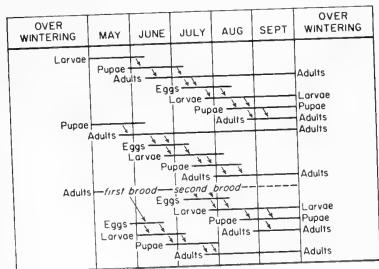 OVER WINTERING MAY JUNE JULY AUG SEPT OVER WINTERING
Larvae
Pupae
Adults Adults
Eggs
Larvae Larvae
Pupae Pupae
Adults Adults
Pupae
Adults Adults
Eggs
Larvae
Pupae
Adults Adults
Adults first brood second brood
Eggs
Larvae Larvae
Eggs Pupae Pupae
Larvae Adults Adults
Pupae
Adults Adults